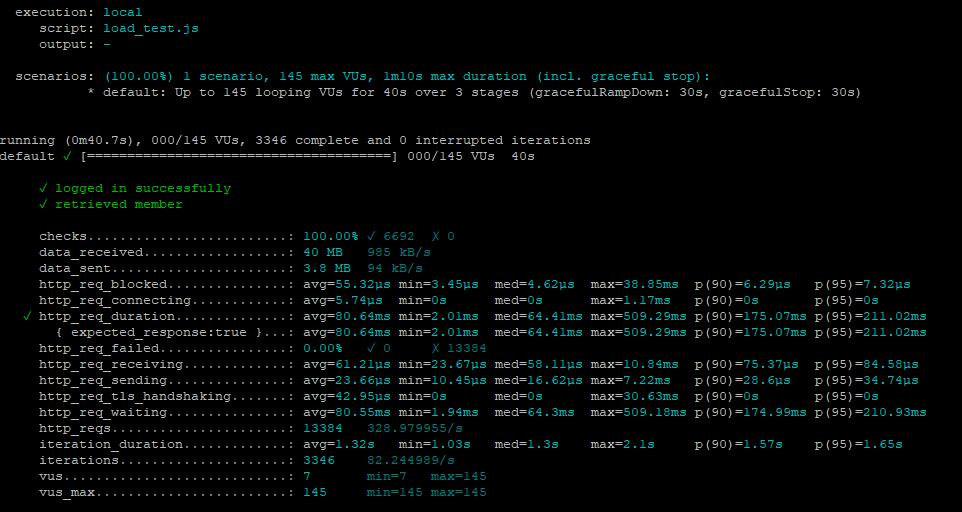 execution: local
script: load_test.js
output: -
scenarios: (100.00%) 1 scenario, 145 max VUs, 1m10s max duration (incl. graceful stop):
* default: Up to 145 looping VUs for 40s over 3 stages (gracefulRampDown: 30s, gracefulStop: 30s)
running (0m40.7s), 000/145 VUs, 3346 complete and 0 interrupted iterations
default ✓ [======================================] 000/145 VUs  40s
✓ logged in successfully
✓ retrieved member
checks.........................: 100.00% ✓ 6692  ✗ 0
data_received..................: 40 MB   985 kB/s
data_sent......................: 3.8 MB  94 kB/s
http_req_blocked...............: avg=55.32µs min=3.45µs  med=4.62µs  max=38.85ms  p(90)=6.29µs   p(95)=7.32µs
http_req_connecting............: avg=5.74µs  min=0s      med=0s      max=1.17ms   p(90)=0s       p(95)=0s
✓ http_req_duration..............: avg=80.64ms min=2.01ms  med=64.41ms max=509.29ms p(90)=175.07ms p(95)=211.02ms
{ expected_response:true }...: avg=80.64ms min=2.01ms  med=64.41ms max=509.29ms p(90)=175.07ms p(95)=211.02ms
http_req_failed................: 0.00%   ✓ 0     ✗ 13384
http_req_receiving.............: avg=61.21µs min=23.67µs med=58.11µs max=10.84ms  p(90)=75.37µs  p(95)=84.58µs
http_req_sending...............: avg=23.66µs min=10.45µs med=16.62µs max=7.22ms   p(90)=28.6µs   p(95)=34.74µs
http_req_tls_handshaking.......: avg=42.95µs min=0s      med=0s      max=30.63ms  p(90)=0s       p(95)=0s
http_req_waiting...............: avg=80.55ms min=1.94ms  med=64.3ms  max=509.18ms p(90)=174.99ms p(95)=210.93ms
http_reqs......................: 13384   328.979955/s
iteration_duration.............: avg=1.32s   min=1.03s   med=1.3s    max=2.1s     p(90)=1.57s    p(95)=1.65s
iterations.....................: 3346    82.244989/s
vus............................: 7       min=7   max=145
vus_max........................: 145     min=145 max=145